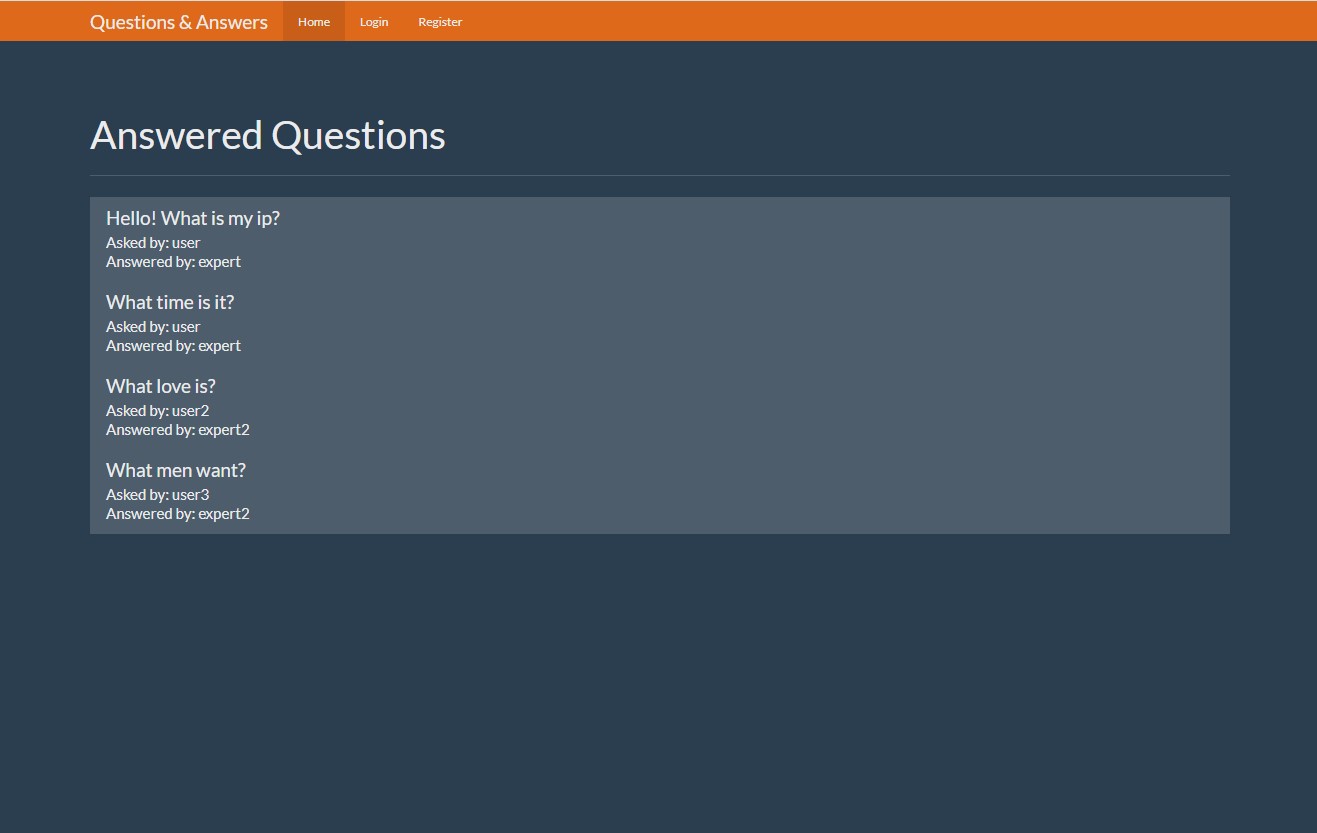 Questions & Answers Home Login Register
Answered Questions
Hello! What is my ip?
Asked by: user
Answered by: expert
What time is it?
Asked by: user
Answered by: expert
What love is?
Asked by: user2
Answered by: expert2
What men want?
Asked by: user3
Answered by: expert2